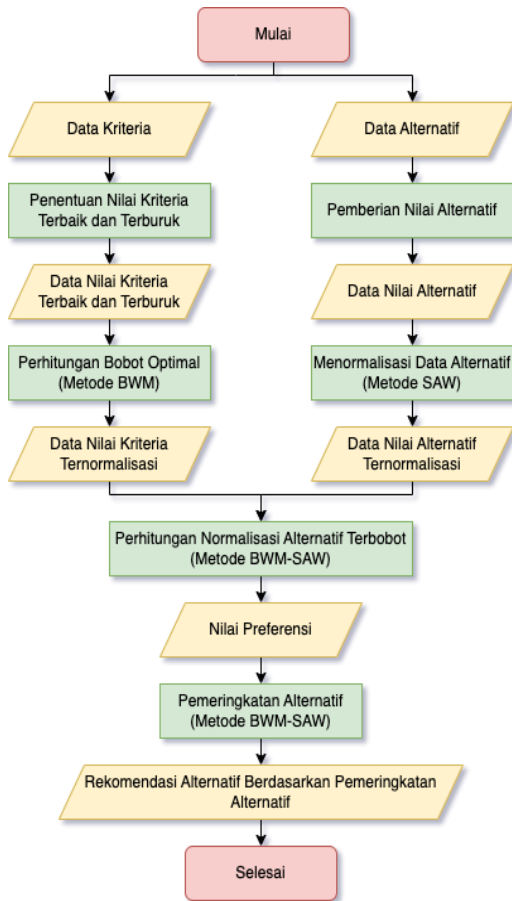 Mulai
Data Kriteria
Data Alternatif
Penentuan Nilai Kriteria
Terbaik dan Terburuk
Pemberian Nilai Alternatif
Data Nilai Kriteria
Terbaik dan Terburuk
Data Nilai Alternatif
Perhitungan Bobot Optimal
(Metode BWM)
Menormalisasi Data Alternatif
(Metode SAW)
Data Nilai Kriteria
Ternormalisasi
Data Nilai Alternatif
Ternormalisasi
Perhitungan Normalisasi Alternatif Terbobot
(Metode BWM-SAW)
Nilai Preferensi
Pemeringkatan Alternatif
(Metode BWM-SAW)
Rekomendasi Alternatif Berdasarkan Pemeringkatan
Alternatif
Selesai